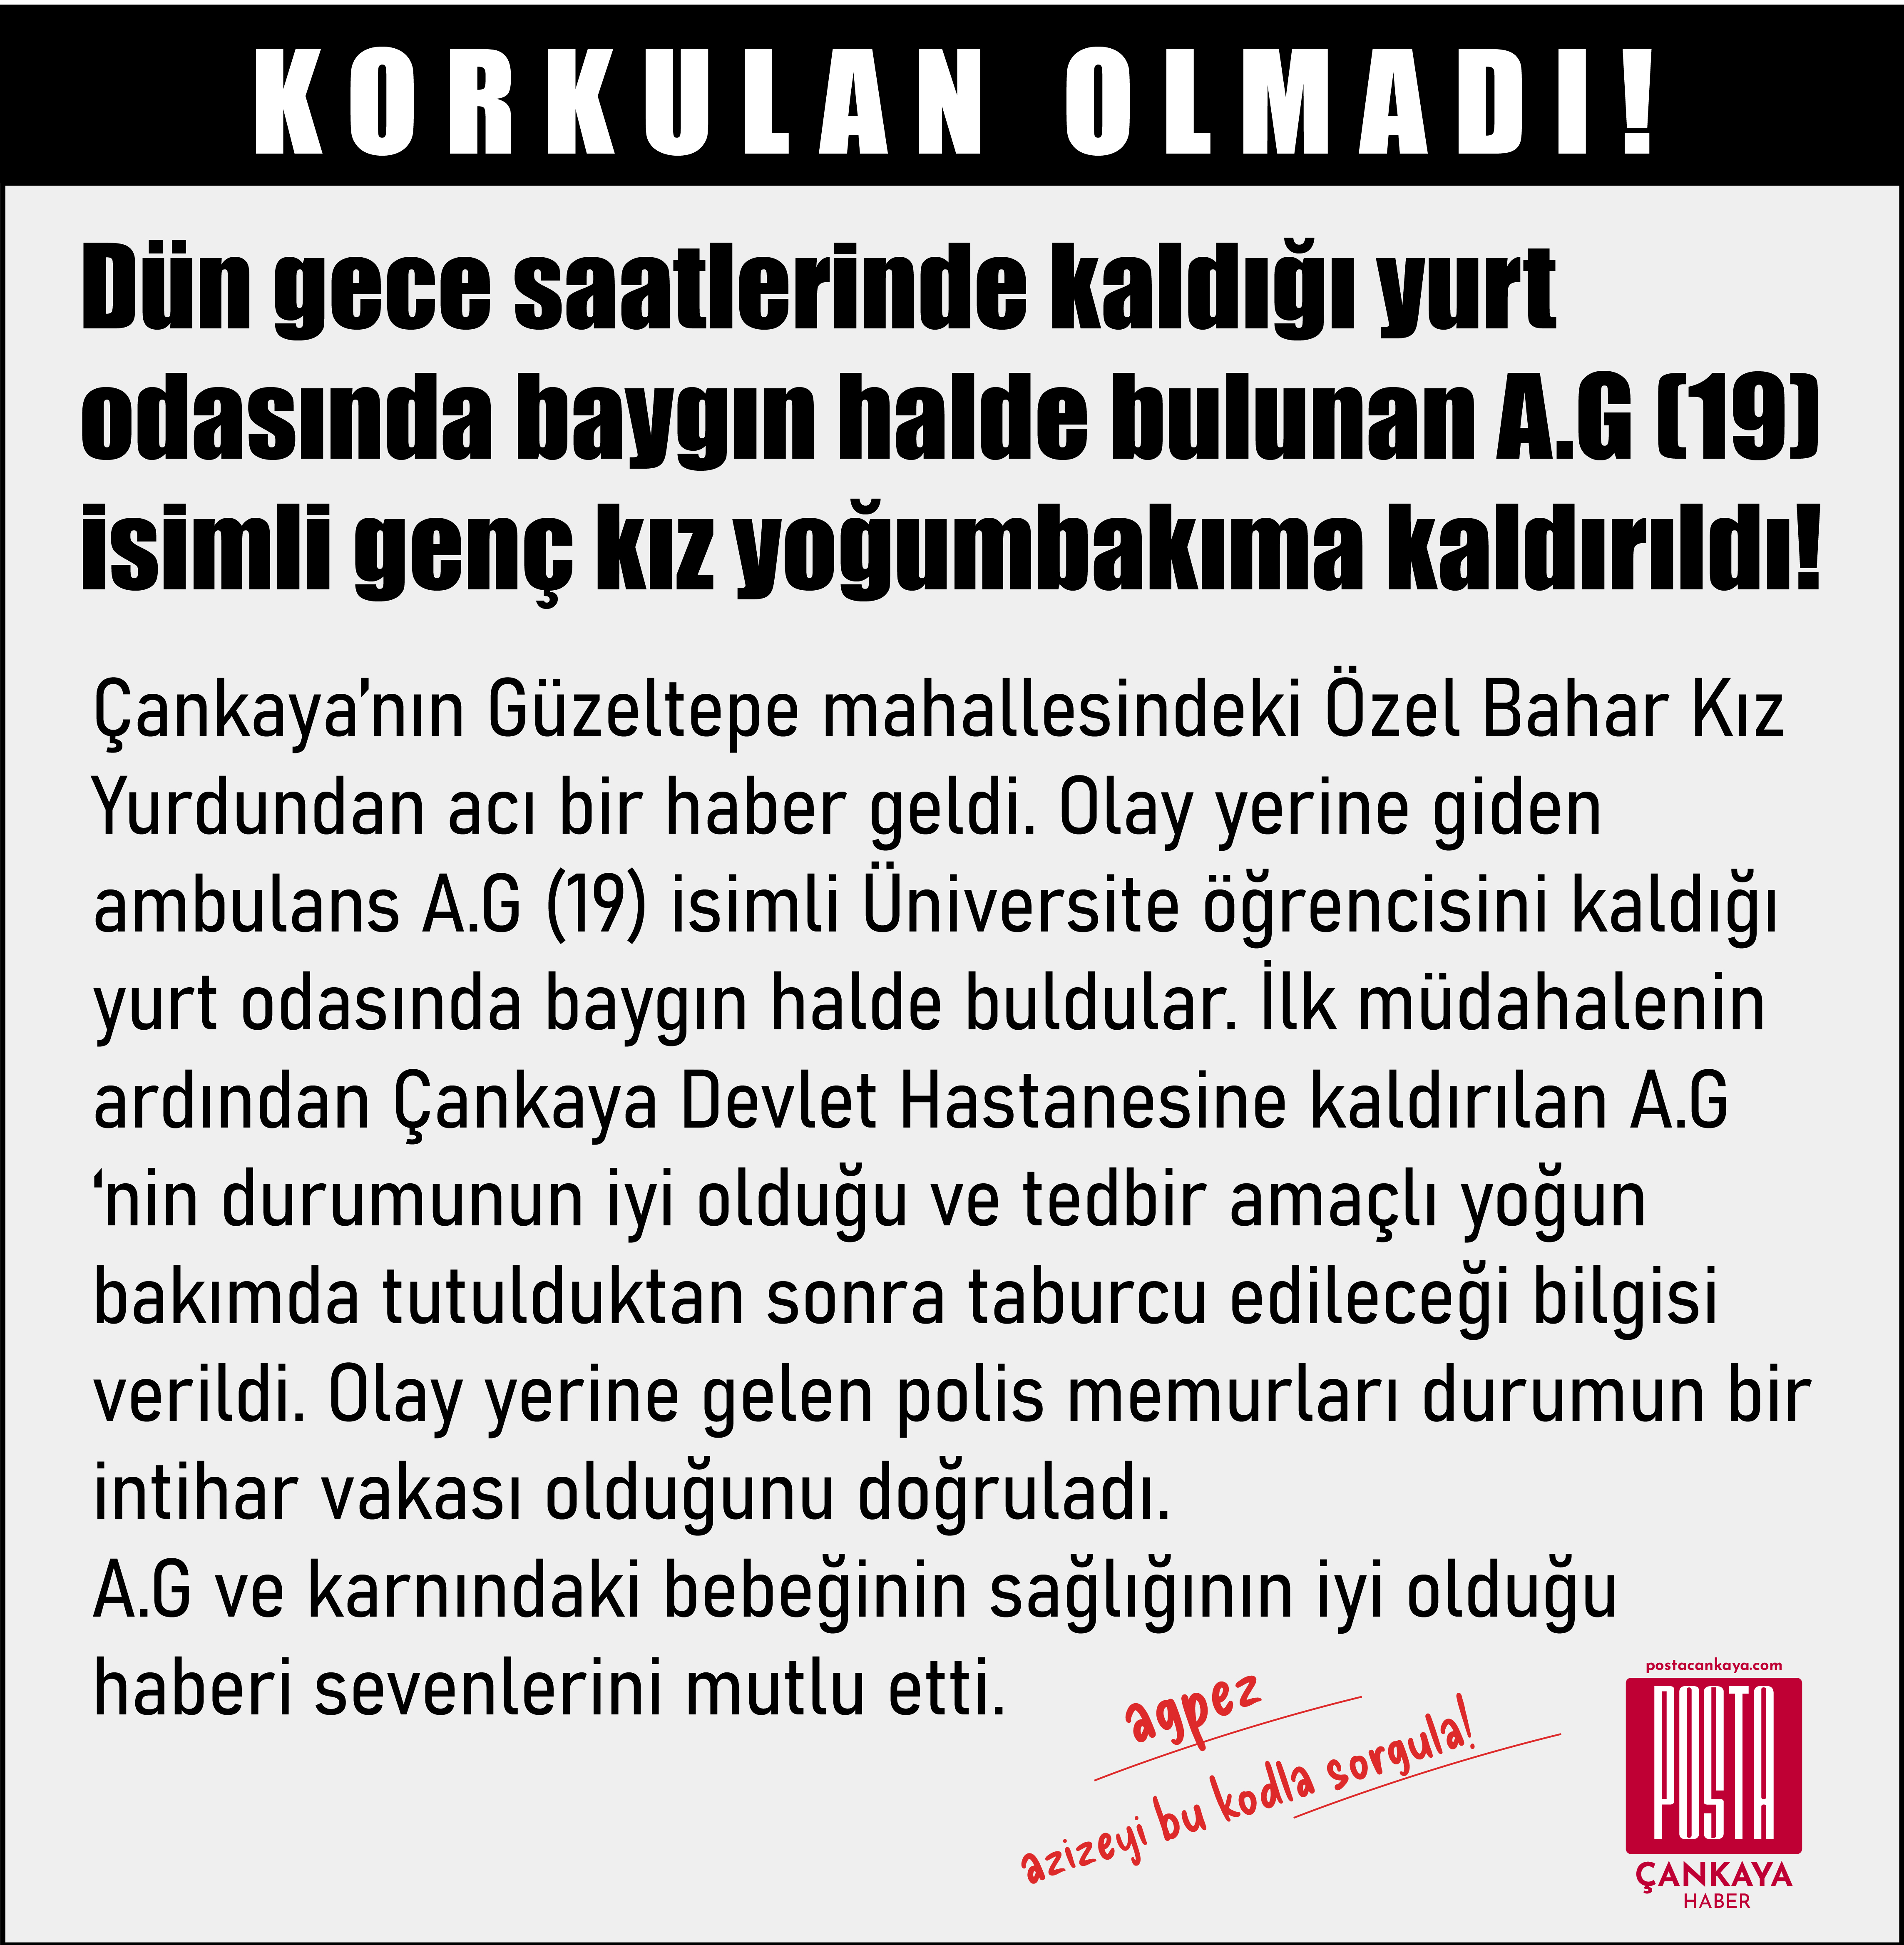 KORKULAN OLMADI!
Dün gece saatlerinde kaldığı yurt
odasında baygın halde bulunan A.G (19)
isimli genç kız yoğumbakıma kaldırıldı!
Çankaya’nın Güzeltepe mahallesindeki Özel Bahar Kız
Yurdundan acı bir haber geldi. Olay yerine giden
ambulans A.G (19) isimli Üniversite öğrencisini kaldığı
yurt odasında baygın halde buldular. İlk müdahalenin
ardından Çankaya Devlet Hastanesine kaldırılan A.G
‘nin durumunun iyi olduğu ve tedbir amaçlı yoğun
bakımda tutulduktan sonra taburcu edileceği bilgisi
verildi. Olay yerine gelen polis memurları durumun bir
intihar vakası olduğunu doğruladı.
A.G ve karnındaki bebeğinin sağlığının iyi olduğu
haberi sevenlerini mutlu etti.
agpez
azizeyi bu kodla sorgula!
postacankaya.com
POSTA
ÇANKAYA
HABER